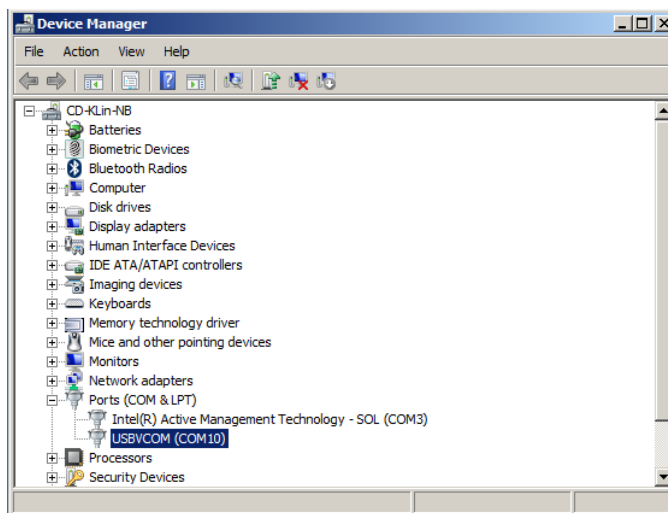 Device Manager
File Action View Help
CD-KLin-NB
Batteries
Biometric Devices
Bluetooth Radios
Computer
Disk drives
Display adapters
Human Interface Devices
IDE ATA/ATAPI controllers
Imaging devices
Keyboards
Memory technology driver
Mice and other pointing devices
Monitors
Network adapters
Ports (COM & LPT)
Intel(R) Active Management Technology - SOL (COM3)
USBVCOM (COM10)
Processors
Security Devices